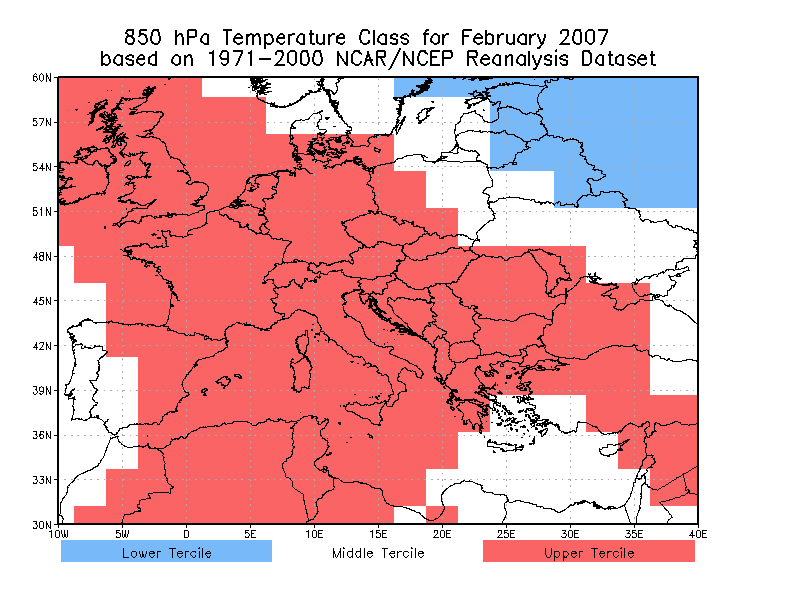 850 hPa Temperature Class for February 2007
based on 1971-2000 NCAR/NCEP Reanalysis Dataset
60N
57N
54N
51N
48N
45N
42N
39N
36N
33N
30N
10W 5W 0 5E 10E 15E 20E 25E 30E 35E 40E
Lower Tercile Middle Tercile Upper Tercile